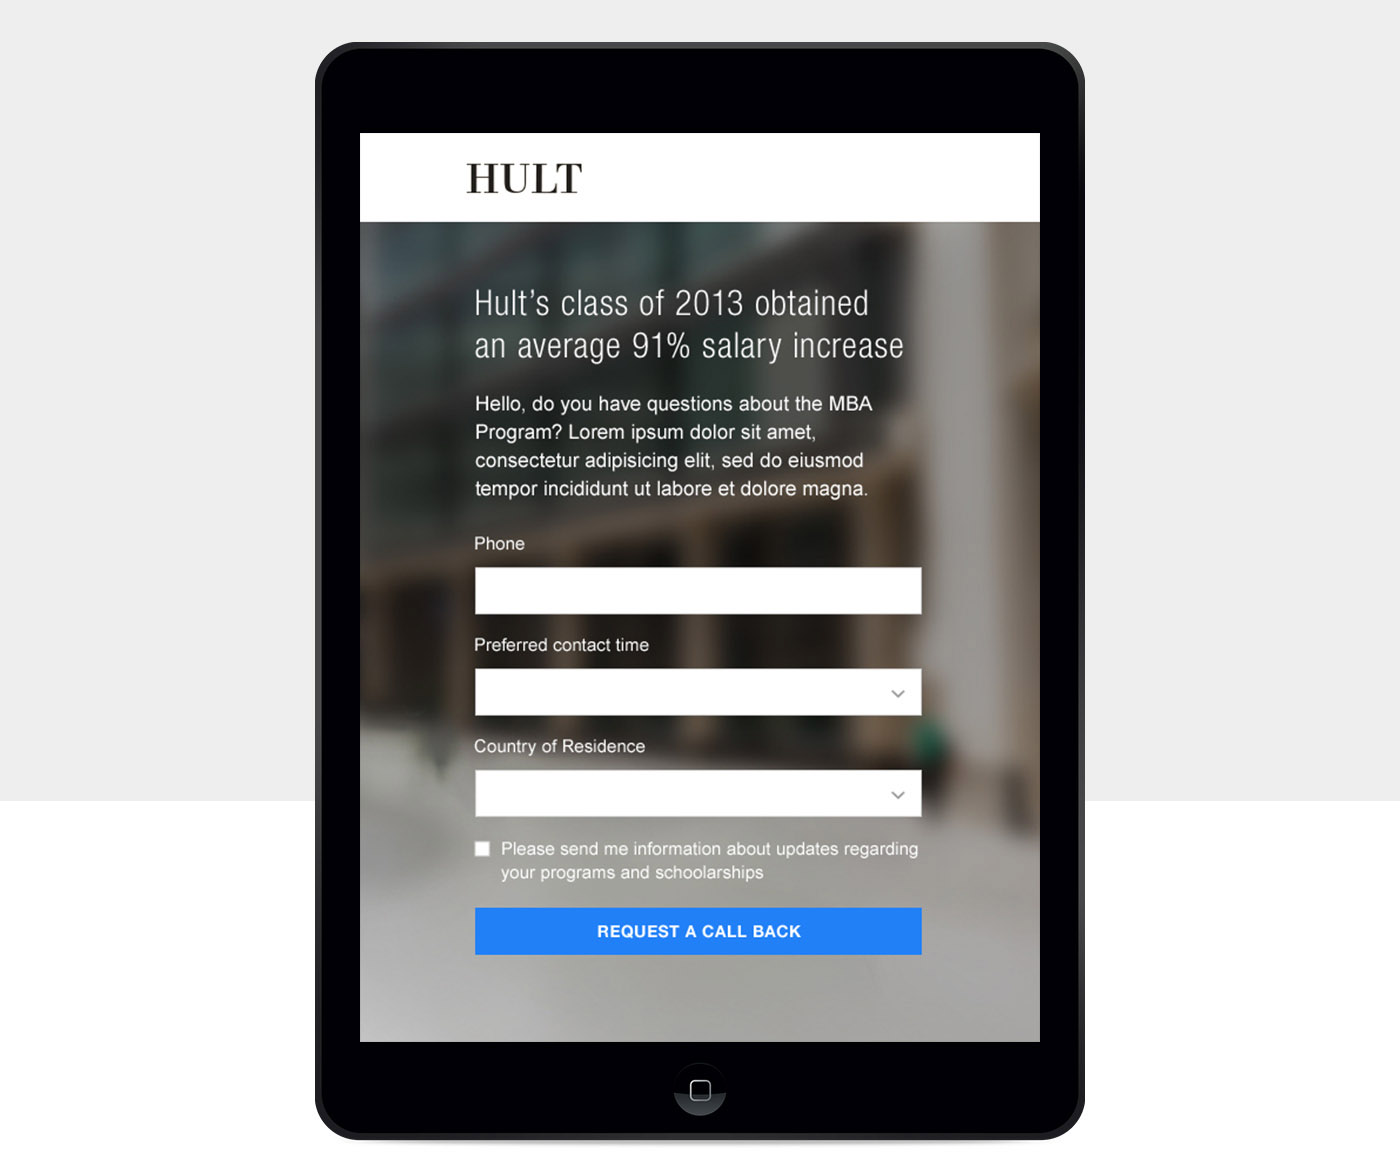 HULT
Hult’s class of 2013 obtained
an average 91% salary increase
Hello, do you have questions about the MBA
Program? Lorem ipsum dolor sit amet,
consectetur adipisicing elit, sed do eiusmod
tempor incididunt ut labore et dolore magna.
Phone
Preferred contact time
Country of Residence
Please send me information about updates regarding
your programs and schoolarships
REQUEST A CALL BACK